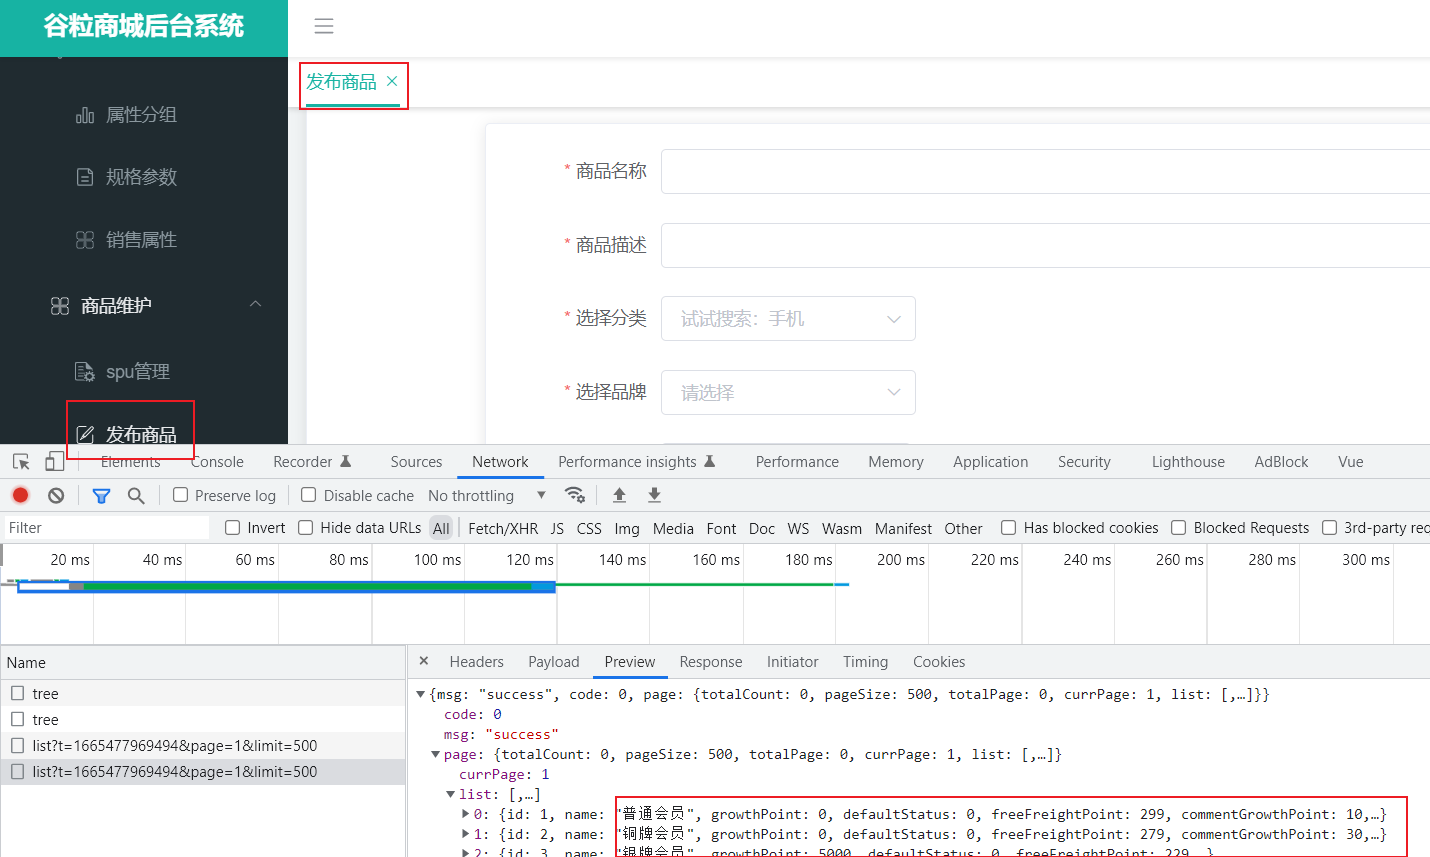 谷粒商城后台系统
发布商品 ×
属性分组
规格参数
销售属性
商品维护
spu管理
发布商品
* 商品名称
* 商品描述
* 选择分类 试试搜索：手机
* 选择品牌 请选择
Elements Console Recorder Sources Network Performance insights Performance Memory Application Security Lighthouse AdBlock Vue
Preserve log Disable cache No throttling
Filter Invert Hide data URLs All Fetch/XHR JS CSS Img Media Font Doc WS Wasm Manifest Other Has blocked cookies Blocked Requests 3rd-party req
20 ms 40 ms 60 ms 80 ms 100 ms 120 ms 140 ms 160 ms 180 ms 200 ms 220 ms 240 ms 260 ms 280 ms 300 ms
Name
tree
tree
list?t=1665477969494&page=1&limit=500
list?t=1665477969494&page=1&limit=500
× Headers Payload Preview Response Initiator Timing Cookies
{msg: "success", code: 0, page: {totalCount: 0, pageSize: 500, totalPage: 0, currPage: 1, list: [,…]}}
code: 0
msg: "success"
page: {totalCount: 0, pageSize: 500, totalPage: 0, currPage: 1, list: [,…]}
currPage: 1
list: [,…]
0: {id: 1, name: "普通会员", growthPoint: 0, defaultStatus: 0, freeFreightPoint: 299, commentGrowthPoint: 10,…}
1: {id: 2, name: "铜牌会员", growthPoint: 0, defaultStatus: 0, freeFreightPoint: 279, commentGrowthPoint: 30,…}
2: {id: 3, name: "银牌会员", growthPoint: 5000, defaultStatus: 0, freeFreightPoint: 229,…}